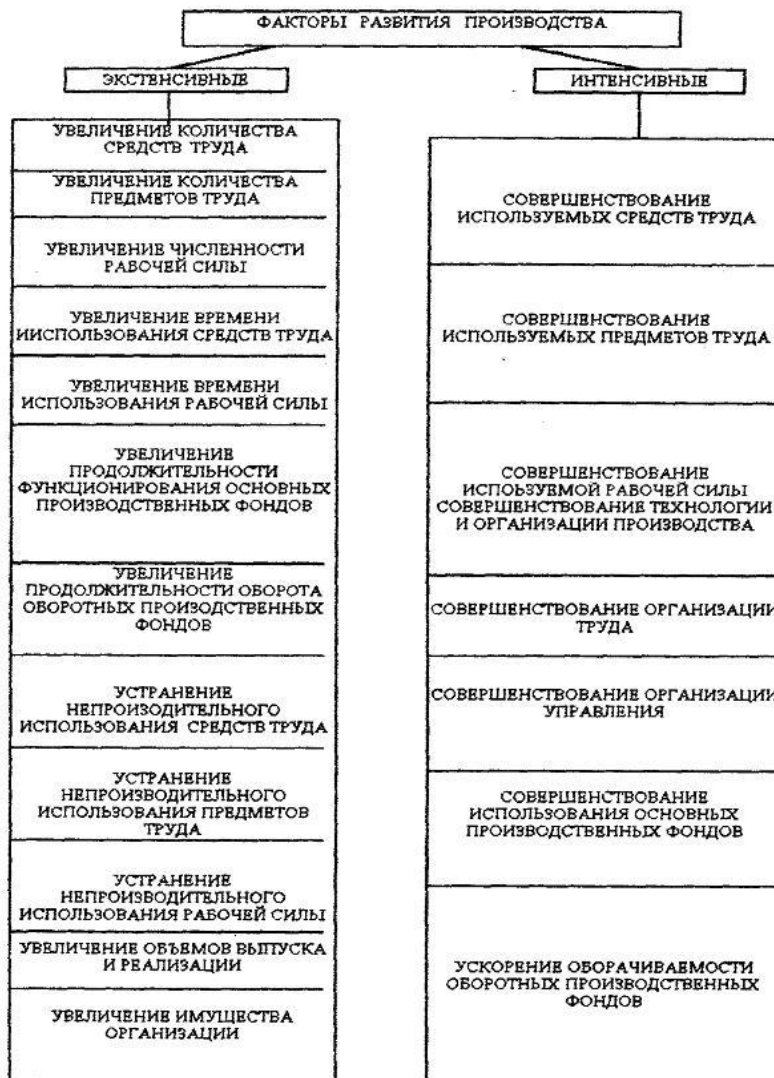 ФАКТОРЫ РАЗВИТИЯ ПРОИЗВОДСТВА
ЭКСТЕНСИВНЫЕ
УВЕЛИЧЕНИЕ КОЛИЧЕСТВА
СРЕДСТВ ТРУДА
УВЕЛИЧЕНИЕ КОЛИЧЕСТВА
ПРЕДМЕТОВ ТРУДА
УВЕЛИЧЕНИЕ ЧИСЛЕННОСТИ
РАБОЧЕЙ СИЛЫ
УВЕЛИЧЕНИЕ ВРЕМЕНИ
ИИСПОЛЬЗОВАНИЯ СРЕДСТВ ТРУДА
УВЕЛИЧЕНИЕ ВРЕМЕНИ
ИСПОЛЬЗОВАНИЯ РАБОЧЕЙ СИЛЫ
УВЕЛИЧЕНИЕ
ПРОДОЛЖИТЕЛЬНОСТИ
ФУНКЦИОНИРОВАНИЯ ОСНОВНЫХ
ПРОИЗВОДСТВЕННЫХ ФОНДОВ
УВЕЛИЧЕНИЕ
ПРОДОЛЖИТЕЛЬНОСТИ ОБОРОТА
ОБОРОТНЫХ ПРОИЗВОДСТВЕННЫХ
ФОНДОВ
УСТРАНЕНИЕ
НЕПРОИЗОДИТЕЛЬНОГО
ИСПОЛЬЗОВАНИЯ СРЕДСТВ ТРУДА
УСТРАНЕНИЕ
НЕПРОИЗВОДИТЕЛЬНОГО
ИСПОЛЬЗОВАНИЯ ПРЕДМЕТОВ
ТРУДА
УСТРАНЕНИЕ
НЕПРОИЗВОДИТЕЛЬНОГО
ИСПОЛЬЗОВАНИЯ РАБОЧЕЙ СИЛЫ
УВЕЛИЧЕНИЕ ОБЪЕМОВ ВЫПУСКА
И РЕАЛИЗАЦИИ
УВЕЛИЧЕНИЕ ИМУЩЕСТВА
ОРГАНИЗАЦИИ
ИНТЕНСИВНЫЕ
СОВЕРШЕНСТВОВАНИЕ
ИСПОЛЬЗУЕМЫХ СРЕДСТВ ТРУДА
СОВЕРШЕНСТВОВАНИЕ
ИСПОЛЬЗУЕМЫХ ПРЕДМЕТОВ ТРУДА
СОВЕРШЕНСТВОВАНИЕ
ИСПОЬЗУЕМОЙ РАБОЧЕЙ СИЛЫ
СОВЕРШЕНСТВОВАНИЕ ТЕХНОЛОГИИ
И ОРГАНИЗАЦИИ ПРОИЗВОДСТВА
СОВЕРШЕНСТВОВАНИЕ ОРГАНИЗАЦИИ
ТРУДА
СОВЕРШЕНСТВОВАНИЕ ОРГАНИЗАЦИИ
УПРАВЛЕНИЯ
СОВЕРШЕНСТВОВАНИЕ
ИСПОЛЬЗОВАНИЯ ОСНОВНЫХ
ПРОИЗВОДСТВЕННЫХ ФОНДОВ
УСКОРЕНИЕ ОБОРАЧИВАЕМОСТИ
ОБОРОТНЫХ ПРОИЗВОДСТВЕННЫХ
ФОНДОВ